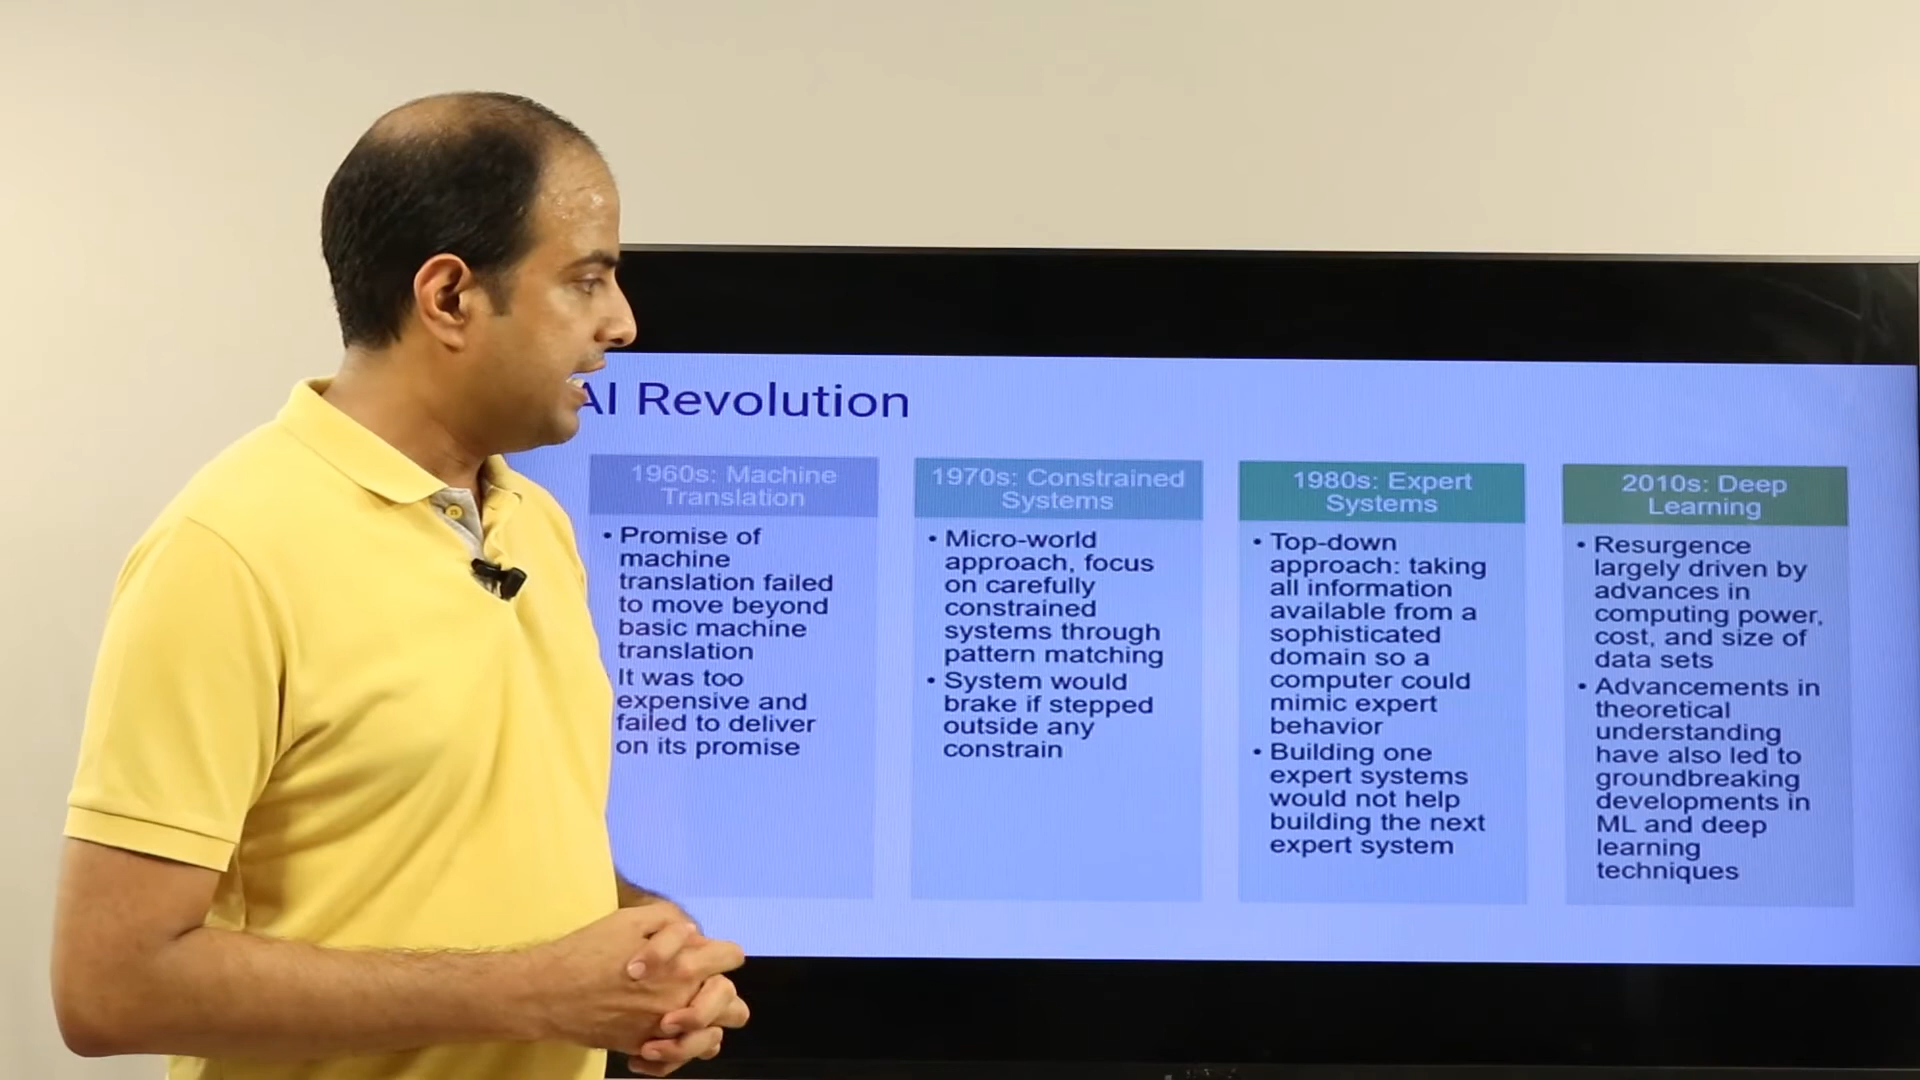 AI Revolution
1960s: Machine
Translation
• Promise of
machine
translation failed
to move beyond
basic machine
translation
It was too
expensive and
failed to deliver
on its promise
1970s: Constrained
Systems
• Micro-world
approach, focus
on carefully
constrained
systems through
pattern matching
• System would
brake if stepped
outside any
constrain
1980s: Expert
Systems
• Top-down
approach: taking
all information
available from a
sophisticated
domain so a
computer could
mimic expert
behavior
• Building one
expert systems
would not help
building the next
expert system
2010s: Deep
Learning
• Resurgence
largely driven by
advances in
computing power,
cost, and size of
data sets
• Advancements in
theoretical
understanding
have also led to
groundbreaking
developments in
ML and deep
learning
techniques